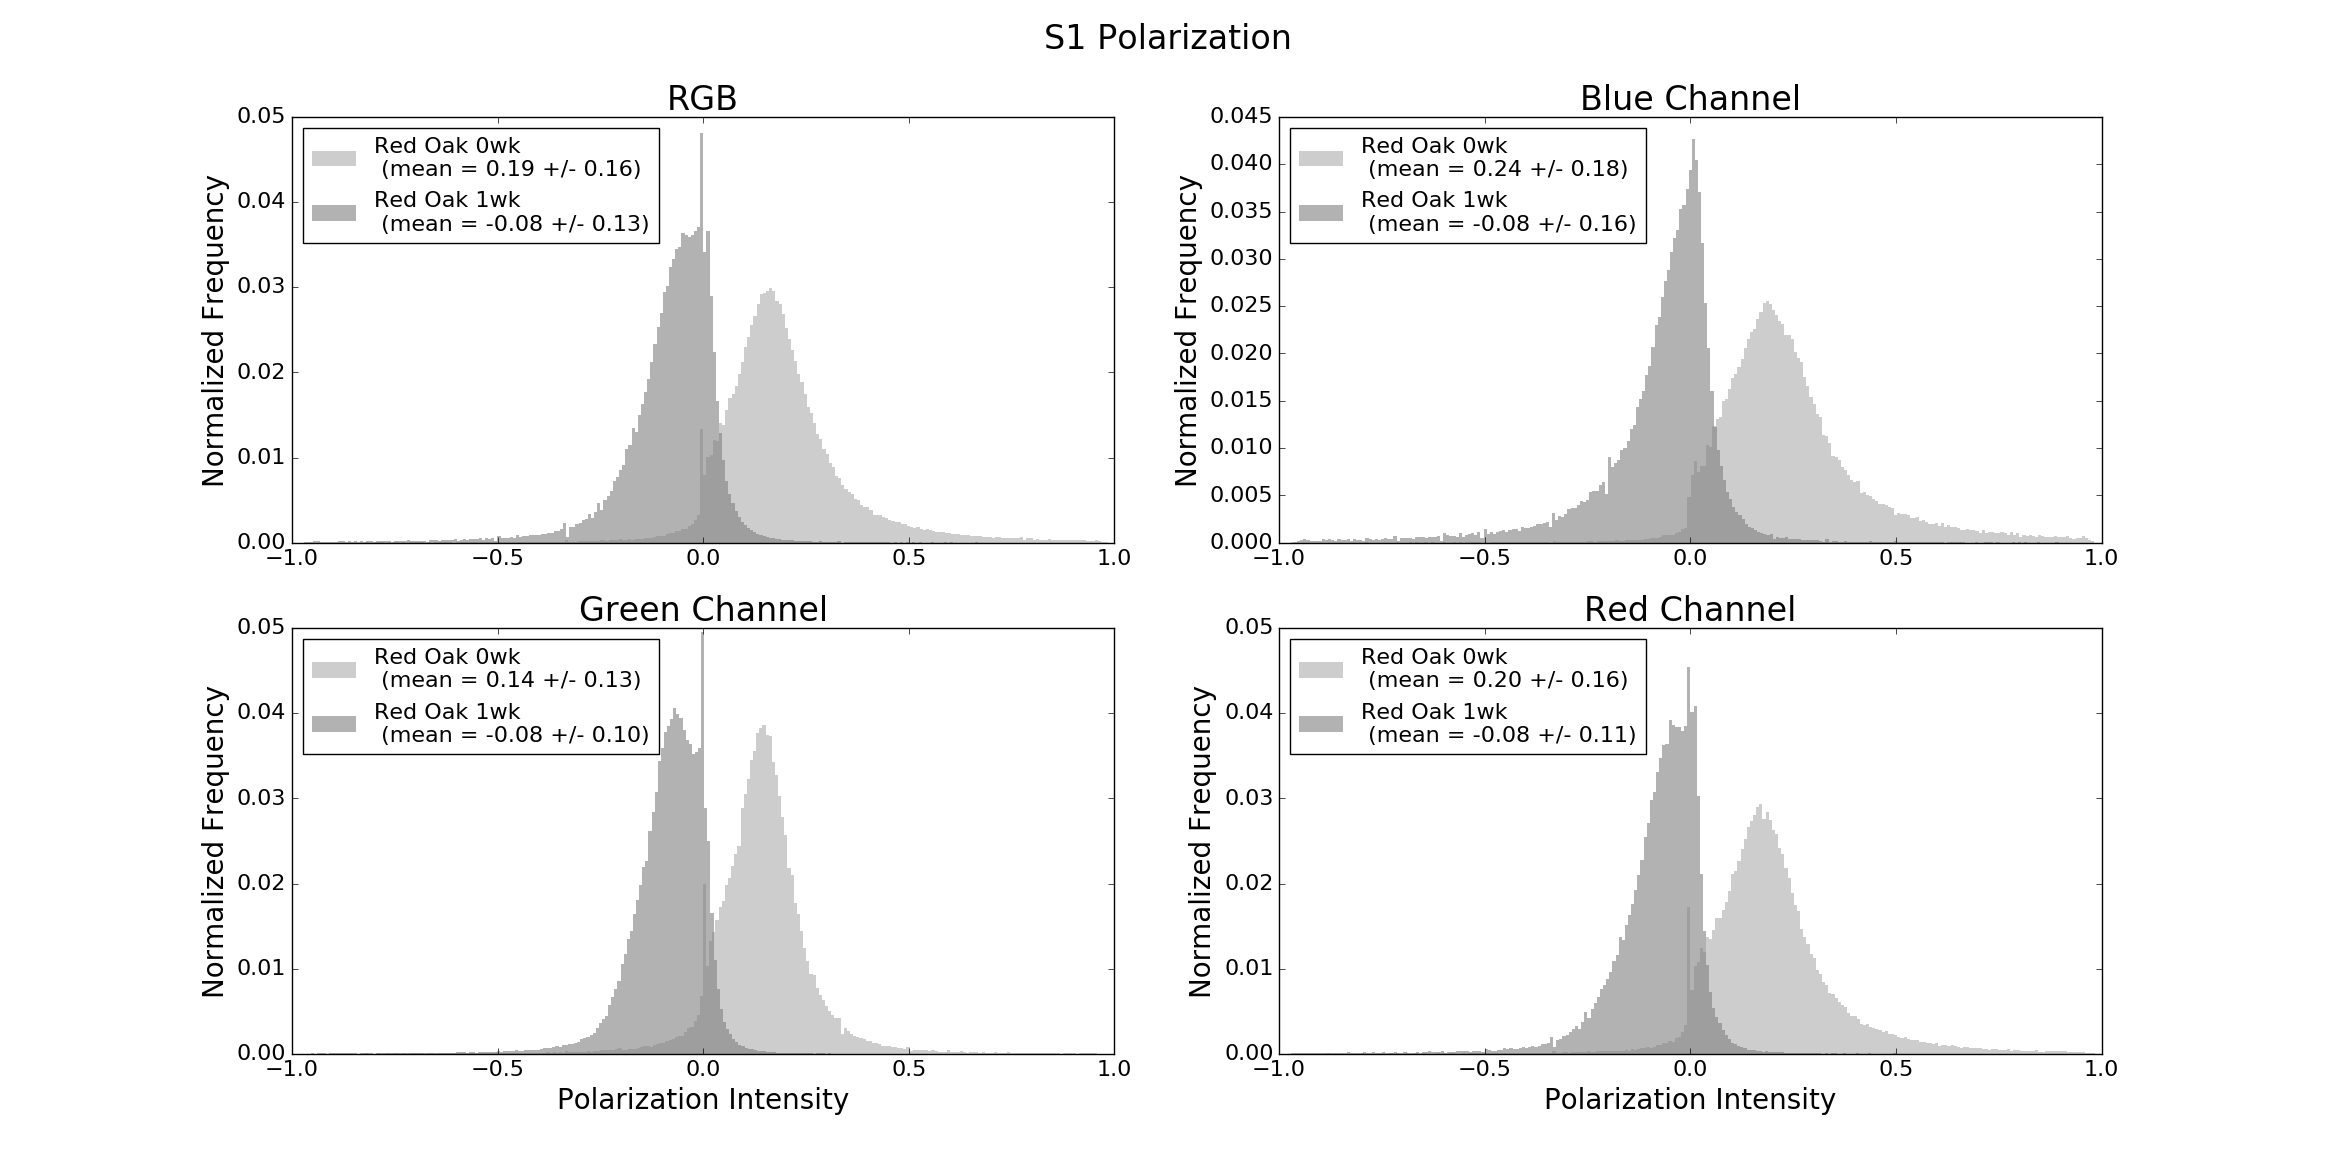 S1 Polarization
RGB
Normalized Frequency
0.05
0.04
0.03
0.02
0.01
0.00
Red Oak 0wk
(mean = 0.19 +/- 0.16)
Red Oak 1wk
(mean = -0.08 +/- 0.13)
−1.0 −0.5 0.0 0.5 1.0
Blue Channel
Normalized Frequency
0.045
0.040
0.035
0.030
0.025
0.020
0.015
0.010
0.005
0.000
Red Oak 0wk
(mean = 0.24 +/- 0.18)
Red Oak 1wk
(mean = -0.08 +/- 0.16)
−1.0 −0.5 0.0 0.5 1.0
Green Channel
Normalized Frequency
0.05
0.04
0.03
0.02
0.01
0.00
Red Oak 0wk
(mean = 0.14 +/- 0.13)
Red Oak 1wk
(mean = -0.08 +/- 0.10)
−1.0 −0.5 0.0 0.5 1.0
Polarization Intensity
Red Channel
Normalized Frequency
0.05
0.04
0.03
0.02
0.01
0.00
Red Oak 0wk
(mean = 0.20 +/- 0.16)
Red Oak 1wk
(mean = -0.08 +/- 0.11)
−1.0 −0.5 0.0 0.5 1.0
Polarization Intensity